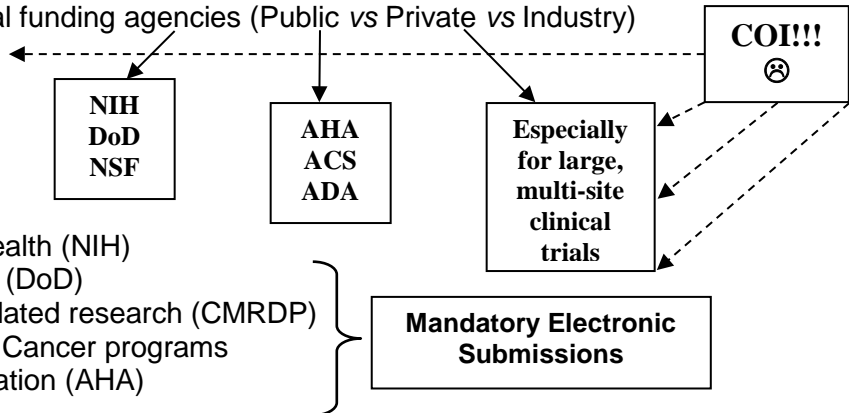 al funding agencies (Public vs Private vs Industry)
COI!!!
☹
NIH
DoD
NSF
AHA
ACS
ADA
Especially
for large,
multi-site
clinical
trials
ealth (NIH)
(DoD)
lated research (CMRDP)
Cancer programs
ation (AHA)
Mandatory Electronic
Submissions